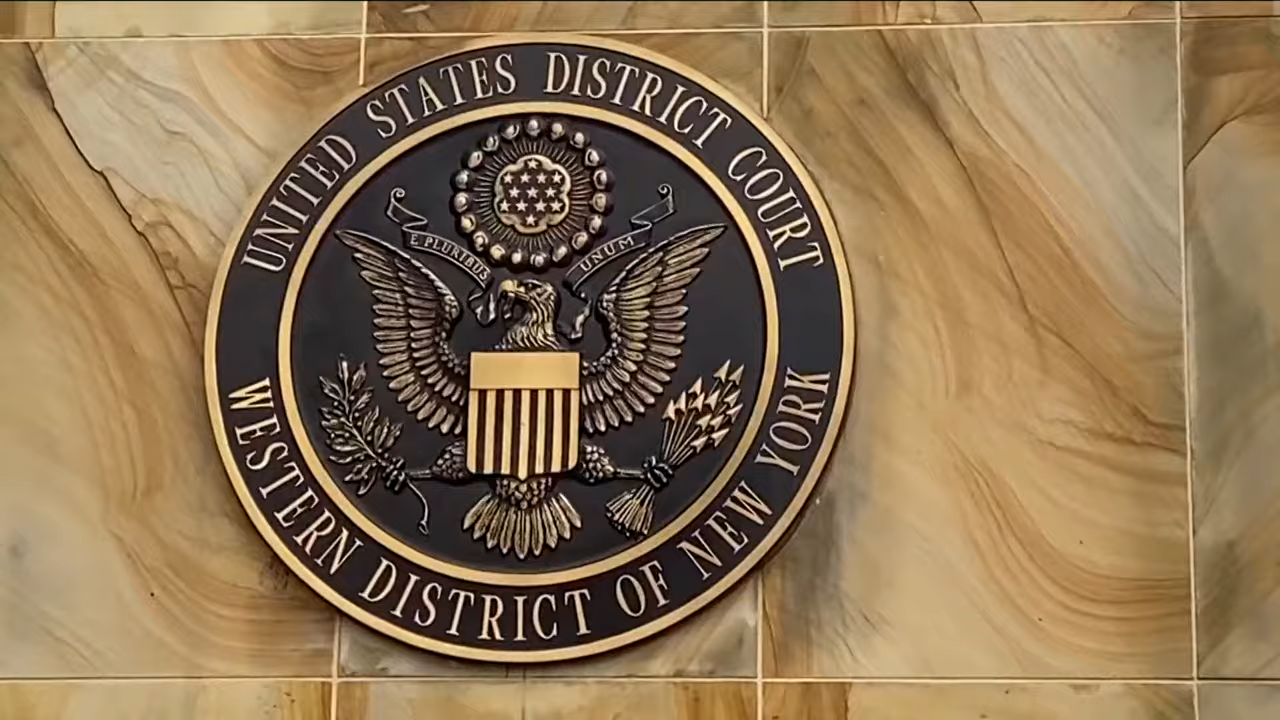 UNITED STATES DISTRICT COURT
E PLURIBUS UNUM
WESTERN DISTRICT OF NEW YORK